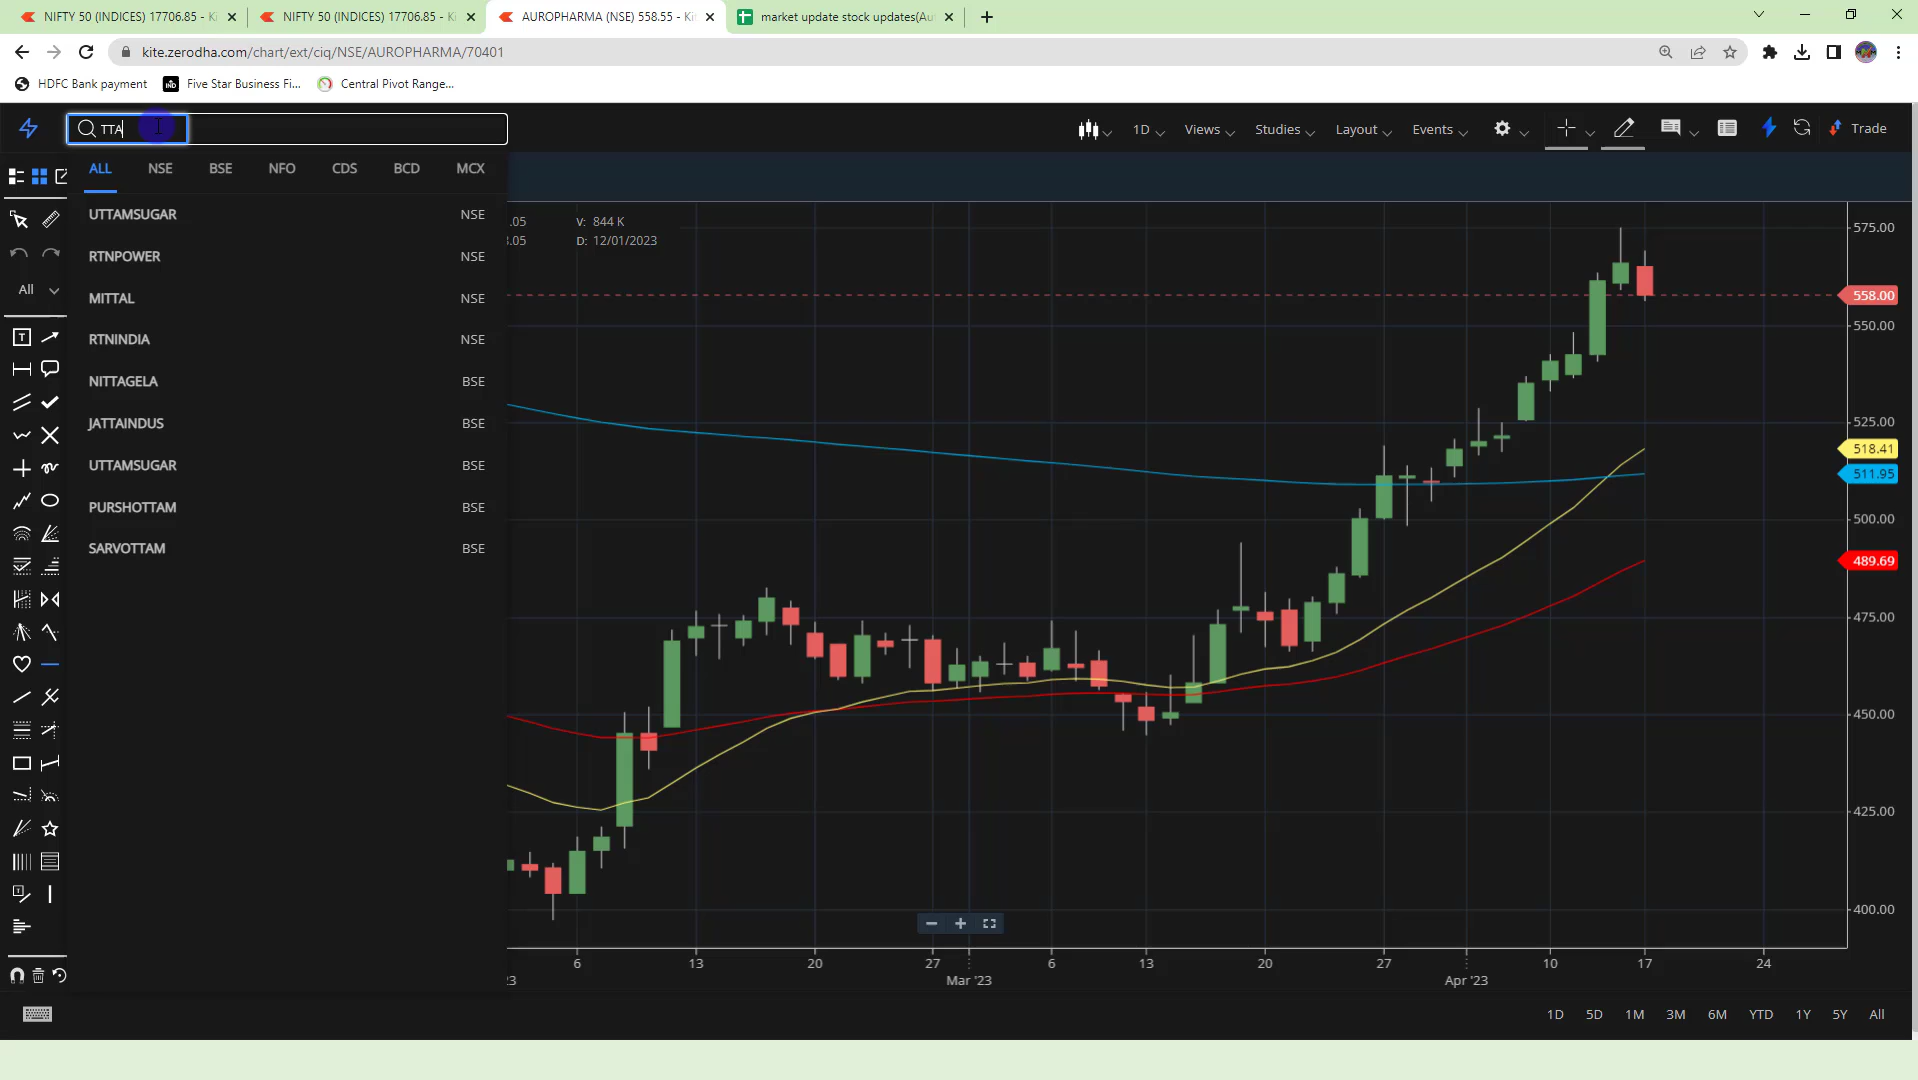 NIFTY 50 (INDICES) 17706.85 - Ki
NIFTY 50 (INDICES) 17706.85 - Ki
AUROPHARMA (NSE) 558.55 - Kit
market update stock updates(Au
kite.zerodha.com/chart/ext/ciq/NSE/AUROPHARMA/70401
HDFC Bank payment
Five Star Business Fi...
Central Pivot Range...
TTA
1D
Views
Studies
Layout
Events
Trade
ALL
NSE
BSE
NFO
CDS
BCD
MCX
UTTAMSUGAR NSE
RTNPOWER NSE
MITTAL NSE
RTNINDIA NSE
NITTAGELA BSE
JATTAINDUS BSE
UTTAMSUGAR BSE
PURSHOTTAM BSE
SARVOTTAM BSE
All
.05 V: 844 K
.05 D: 12/01/2023
575.00
558.00
550.00
525.00
518.41
511.95
500.00
489.69
475.00
450.00
425.00
400.00
6 13 20 27 6 13 20 27 10 17 24
Mar '23 Apr '23
1D 5D 1M 3M 6M YTD 1Y 5Y All